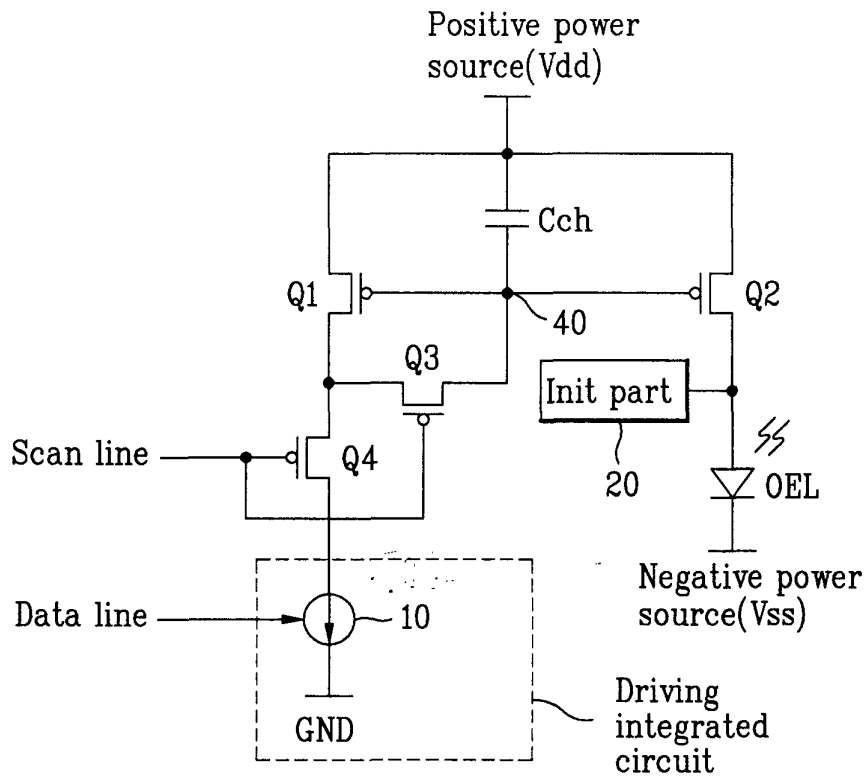 Positive power
source(Vdd)
Cch
Q1
Q2
40
Q3
Init part
Scan line
Q4
20
OEL
Negative power
source(Vss)
Data line
10
GND
Driving
integrated
circuit